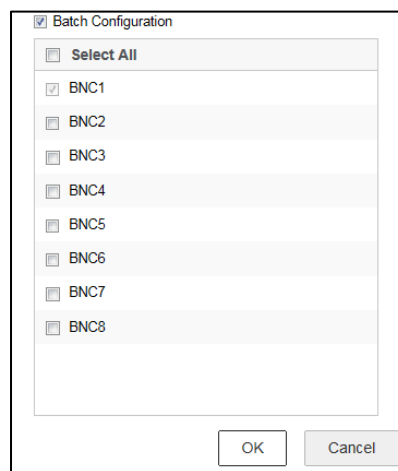 Batch Configuration
Select All
BNC1
BNC2
BNC3
BNC4
BNC5
BNC6
BNC7
BNC8
OK Cancel